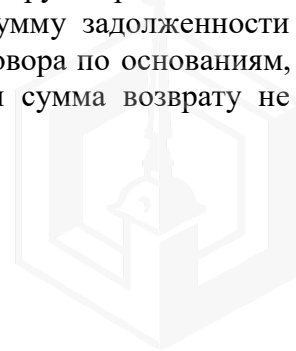 сумму задолженности
овора по основаниям,
сумма возврату не